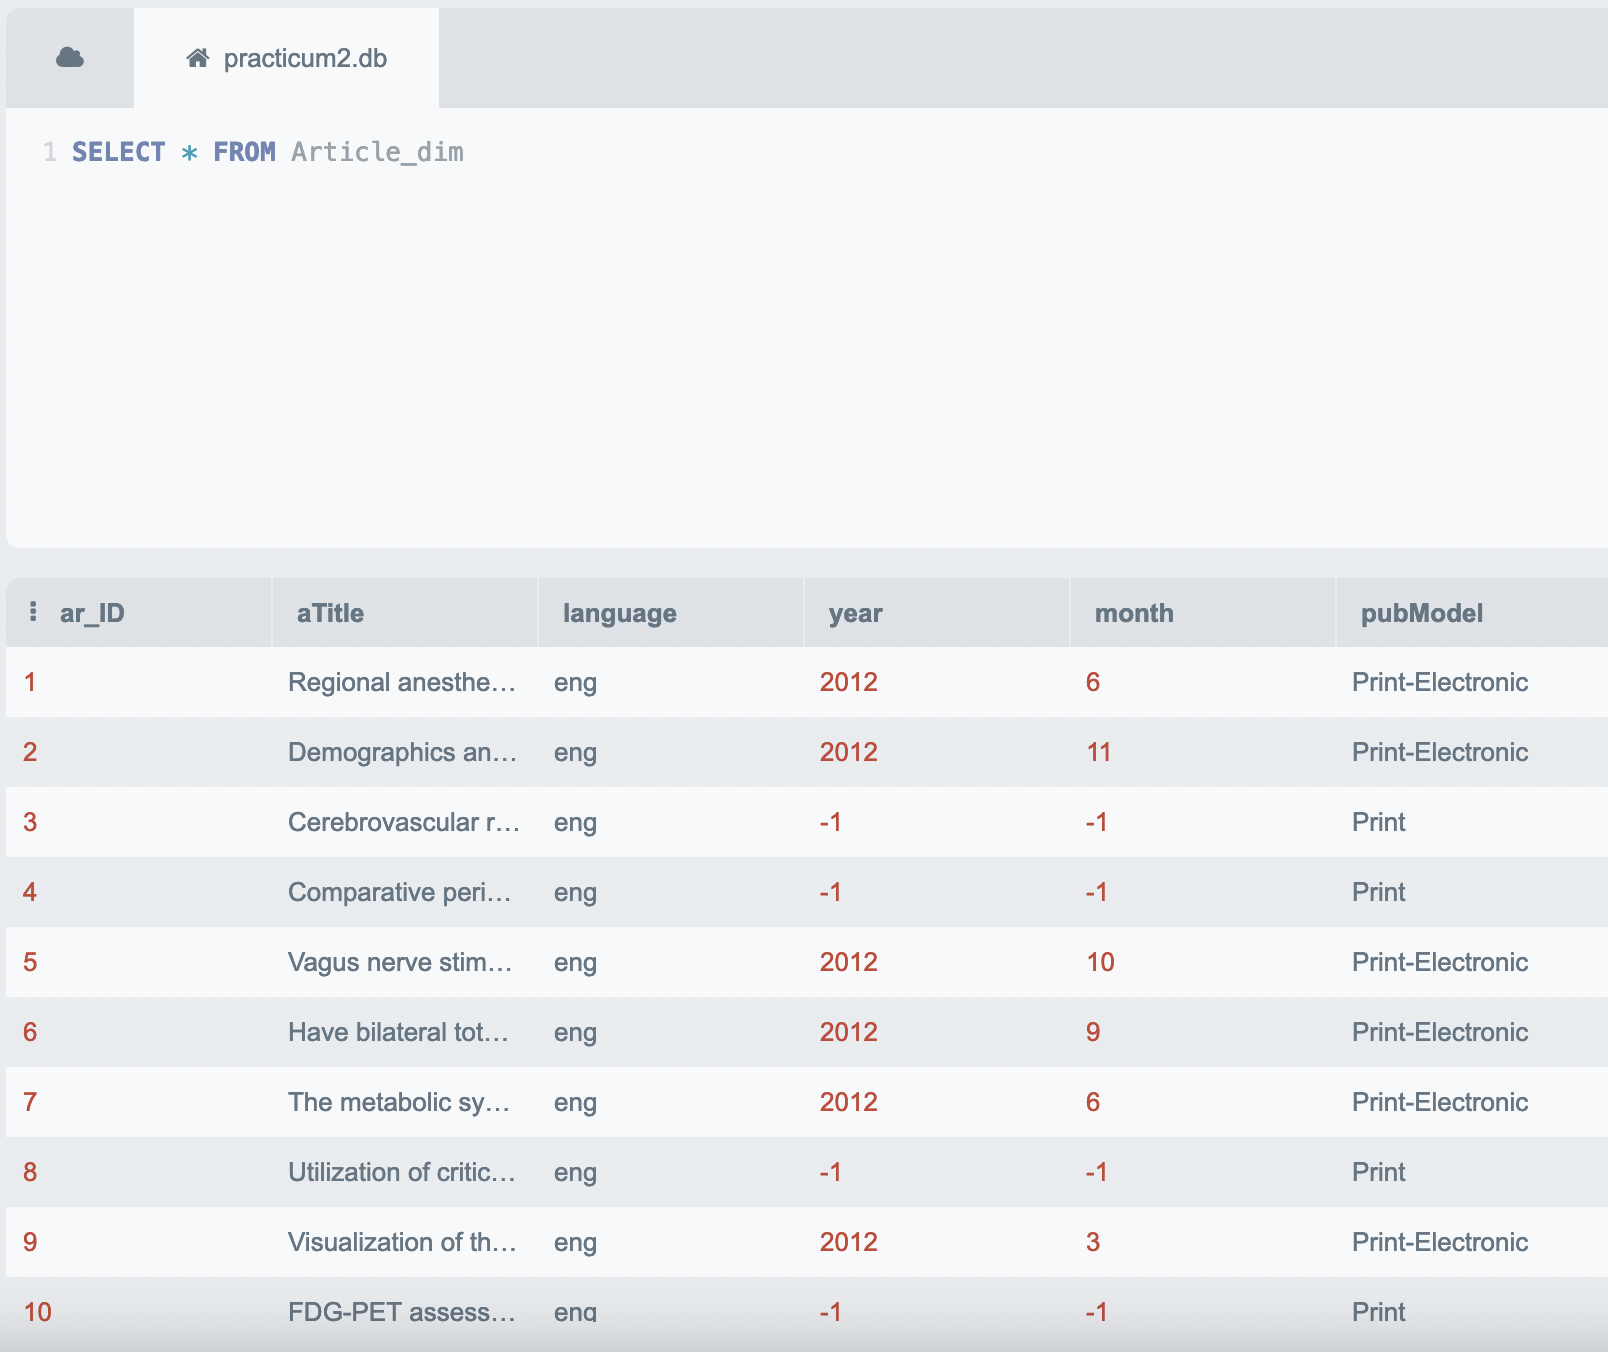 practicum2.db
1 SELECT * FROM Article_dim
ar_ID aTitle language year month pubModel
1 Regional anesthe... eng 2012 6 Print-Electronic
2 Demographics an... eng 2012 11 Print-Electronic
3 Cerebrovascular r... eng -1 -1 Print
4 Comparative peri... eng -1 -1 Print
5 Vagus nerve stim... eng 2012 10 Print-Electronic
6 Have bilateral tot... eng 2012 9 Print-Electronic
7 The metabolic sy... eng 2012 6 Print-Electronic
8 Utilization of critic... eng -1 -1 Print
9 Visualization of th... eng 2012 3 Print-Electronic
10 FDG-PET assess... eng -1 -1 Print